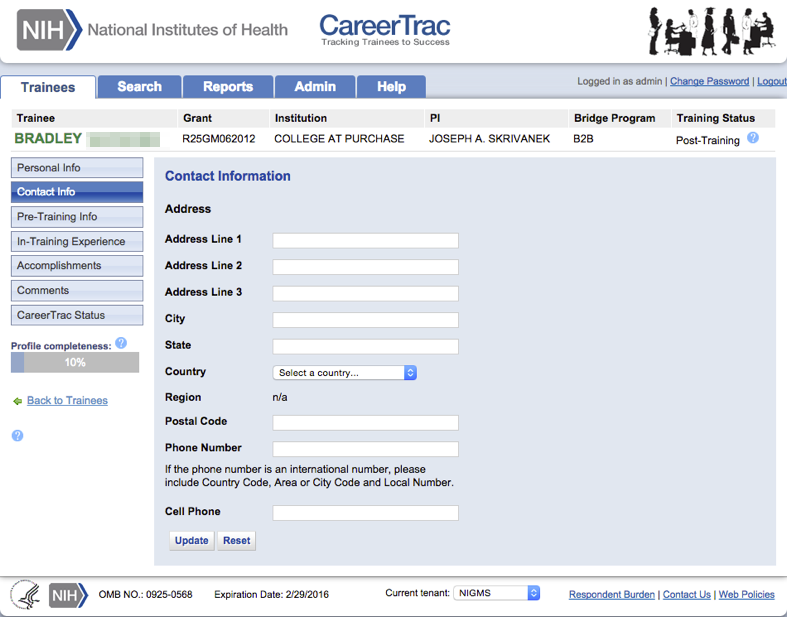 NIH National Institutes of Health
CareerTrac
Tracking Trainees to Success
Trainees Search Reports Admin Help
Logged in as admin | Change Password | Logout
Trainee Grant Institution PI Bridge Program Training Status
BRADLEY R25GM062012 COLLEGE AT PURCHASE JOSEPH A. SKRIVANEK B2B Post-Training ?
Personal Info
Contact Info
Pre-Training Info
In-Training Experience
Accomplishments
Comments
CareerTrac Status
Profile completeness: ?
10%
Back to Trainees
?
Contact Information
Address
Address Line 1
Address Line 2
Address Line 3
City
State
Country Select a country...
Region n/a
Postal Code
Phone Number
If the phone number is an international number, please
include Country Code, Area or City Code and Local Number.
Cell Phone
Update Reset
NIH OMB NO.: 0925-0568 Expiration Date: 2/29/2016 Current tenant: NIGMS Respondent Burden | Contact Us | Web Policies